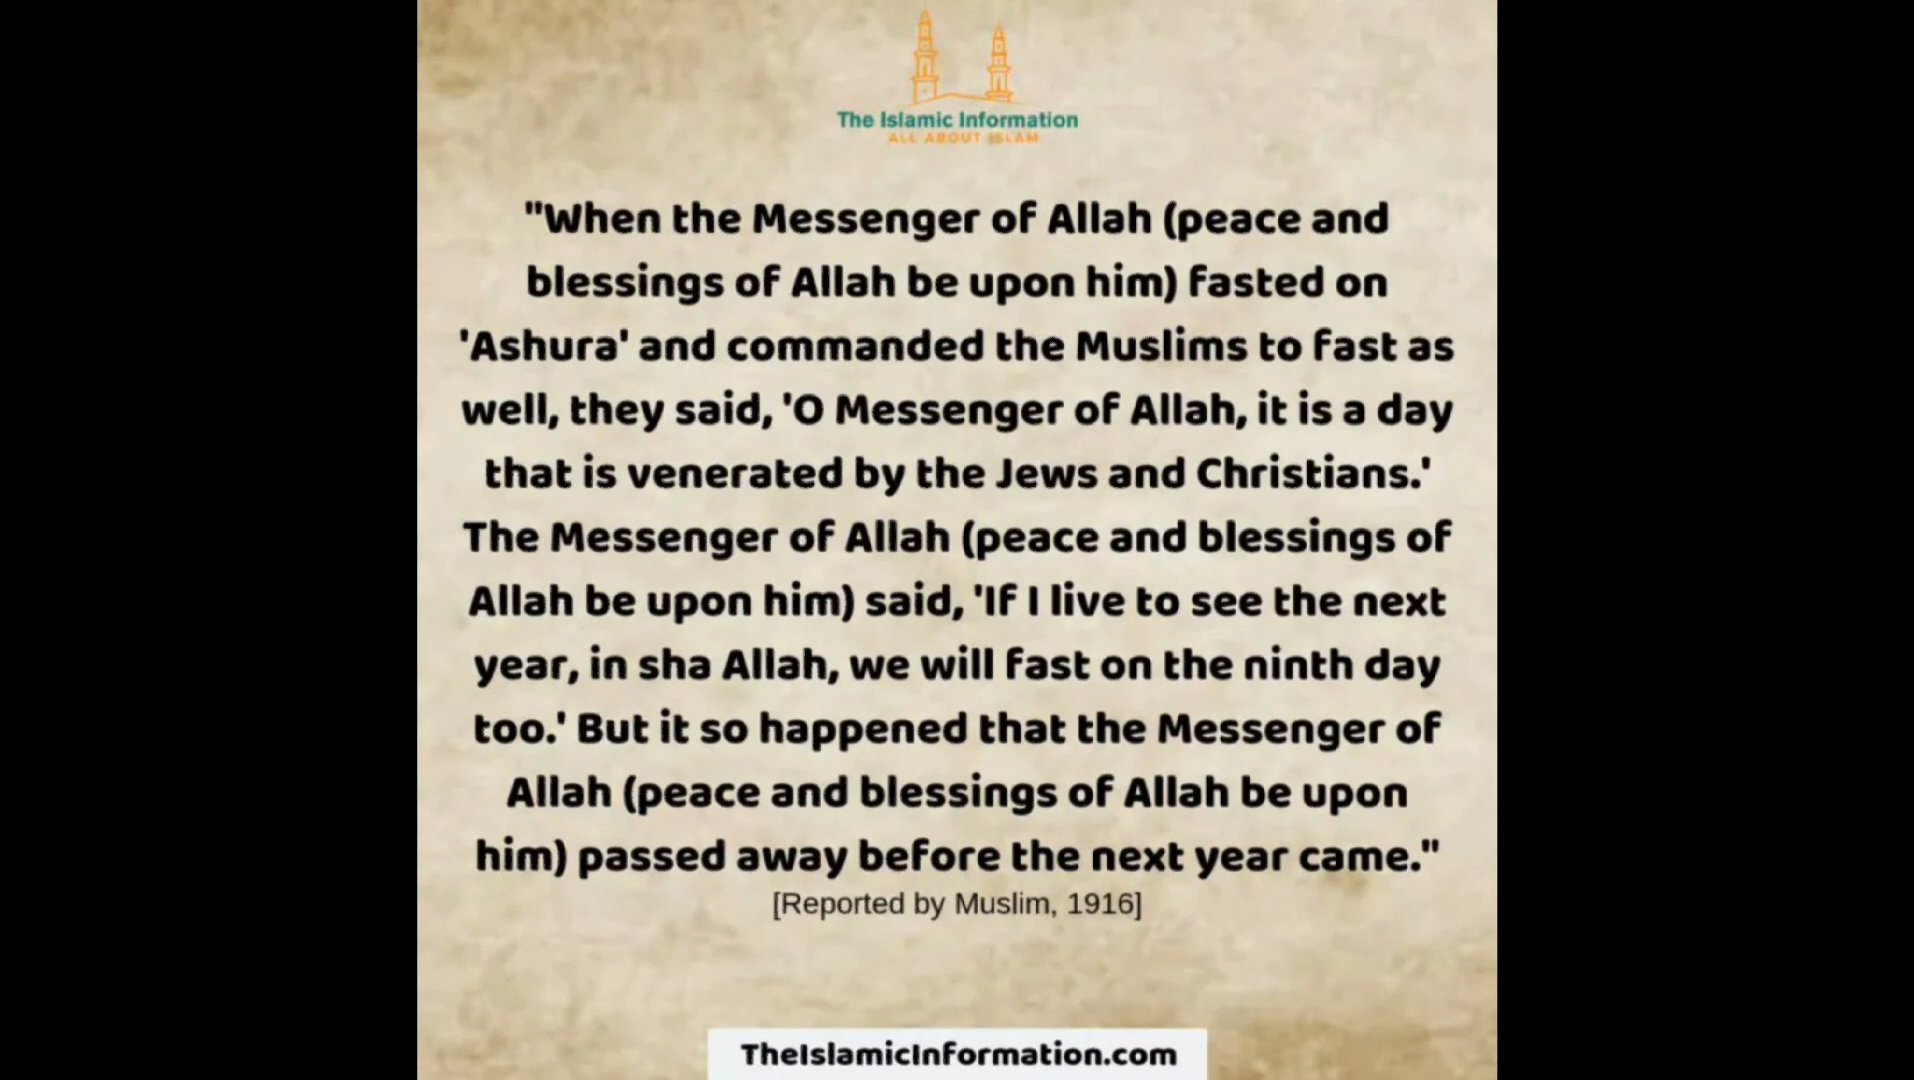 The Islamic Information
ALL ABOUT ISLAM
"When the Messenger of Allah (peace and
blessings of Allah be upon him) fasted on
'Ashura' and commanded the Muslims to fast as
well, they said, 'O Messenger of Allah, it is a day
that is venerated by the Jews and Christians.'
The Messenger of Allah (peace and blessings of
Allah be upon him) said, 'If I live to see the next
year, in sha Allah, we will fast on the ninth day
too.' But it so happened that the Messenger of
Allah (peace and blessings of Allah be upon
him) passed away before the next year came."
[Reported by Muslim, 1916]
TheIslamicInformation.com